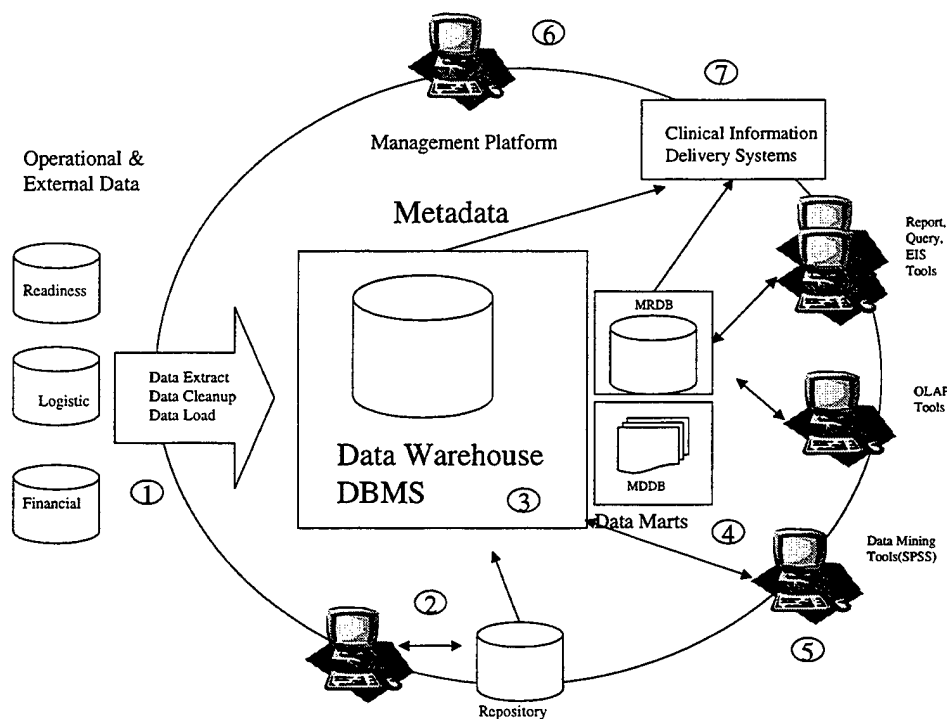 ⑥
⑦
Clinical Information
Delivery Systems
Management Platform
Operational &
External Data
Metadata
Report,
Query,
EIS
Tools
Readiness
MRDB
Data Extract
Data Cleanup
Data Load
Logistic
OLAP
Tools
Data Warehouse
DBMS
③
MDDB
Financial
①
Data Marts
④
Data Mining
Tools(SPSS)
②
⑤
Repository